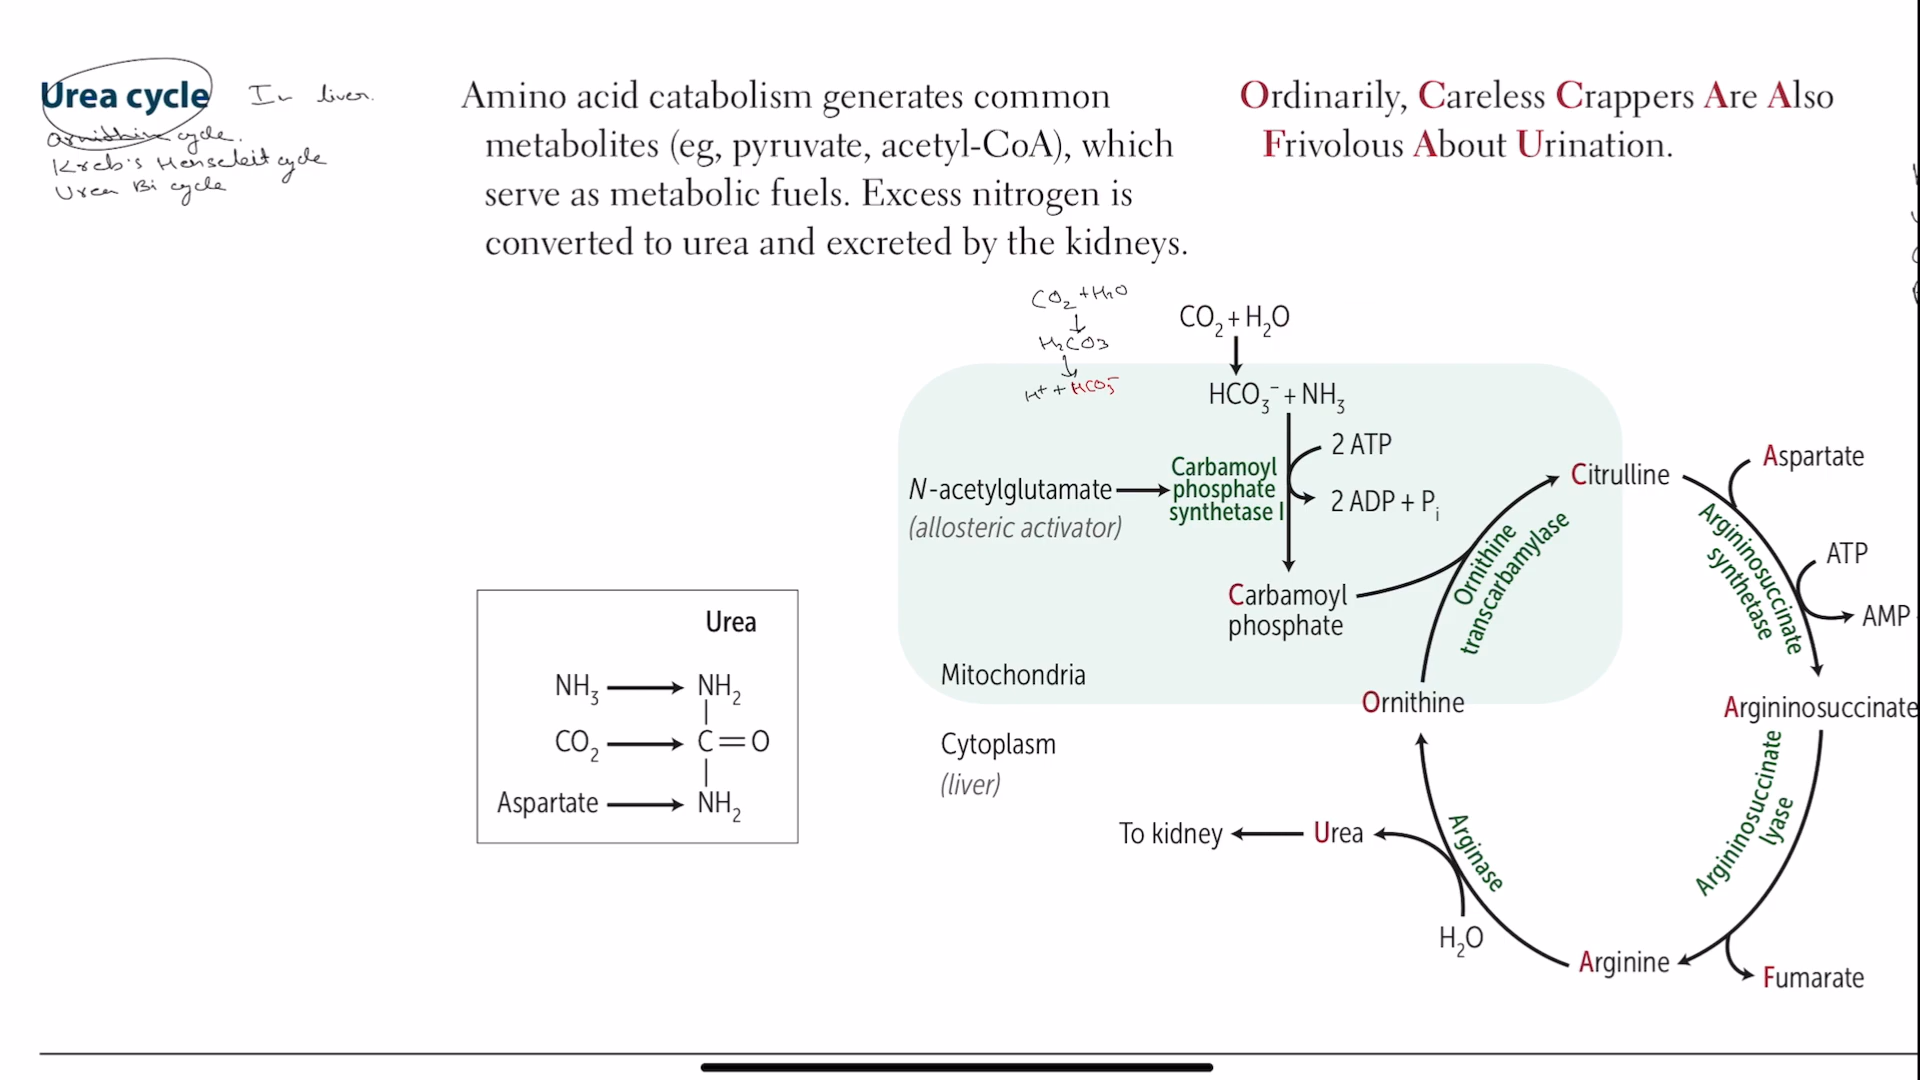 Urea cycle
In liver.
ornithin cycle.
Kreb's Henseleit cycle
Urea Bi cycle
Amino acid catabolism generates common
metabolites (eg, pyruvate, acetyl-CoA), which
serve as metabolic fuels. Excess nitrogen is
converted to urea and excreted by the kidneys.
Ordinarily, Careless Crappers Are Also
Frivolous About Urination.
CO2 + H2O
H2CO3
H+ + HCO3-
CO2 + H2O
HCO3− + NH3
2 ATP
Carbamoyl
phosphate
synthetase I
N-acetylglutamate
(allosteric activator)
2 ADP + Pi
Carbamoyl
phosphate
Mitochondria
Cytoplasm
(liver)
Ornithine
Ornithine
transcarbamylase
Citrulline
Aspartate
Argininosuccinate
synthetase
ATP
AMP
Argininosuccinate
Argininosuccinate
lyase
Fumarate
Arginine
Arginase
H2O
Urea
To kidney
Urea
NH3
NH2
CO2
C=O
Aspartate
NH2